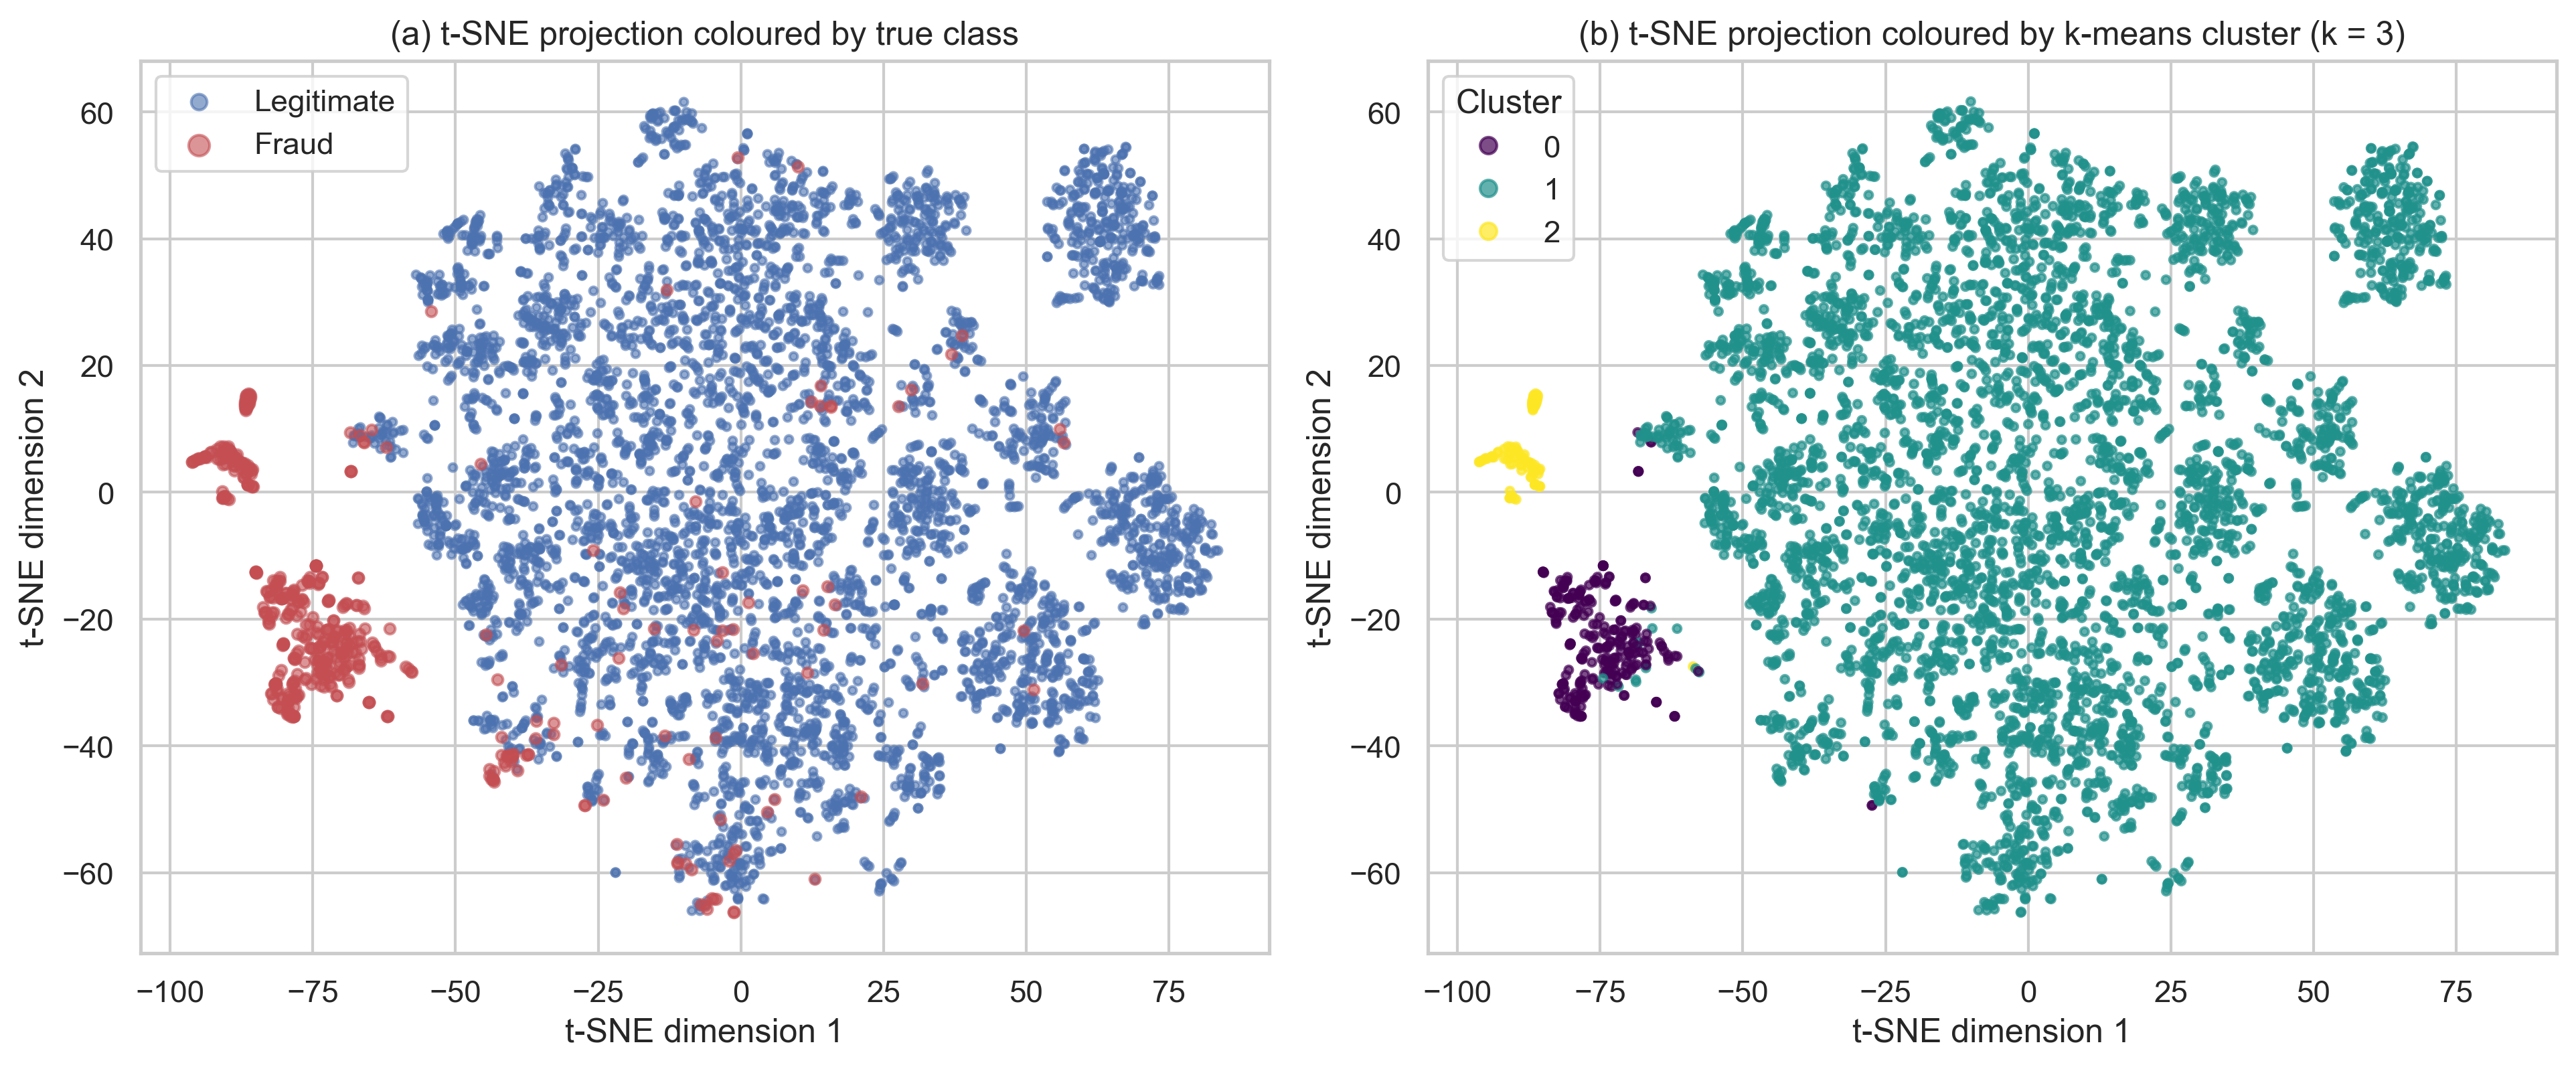 (a) t-SNE projection coloured by true class
Legitimate
Fraud
60
40
20
0
−20
−40
−60
t-SNE dimension 2
−100 −75 −50 −25 0 25 50 75
t-SNE dimension 1
(b) t-SNE projection coloured by k-means cluster (k = 3)
Cluster
0
1
2
60
40
20
0
−20
−40
−60
t-SNE dimension 2
−100 −75 −50 −25 0 25 50 75
t-SNE dimension 1